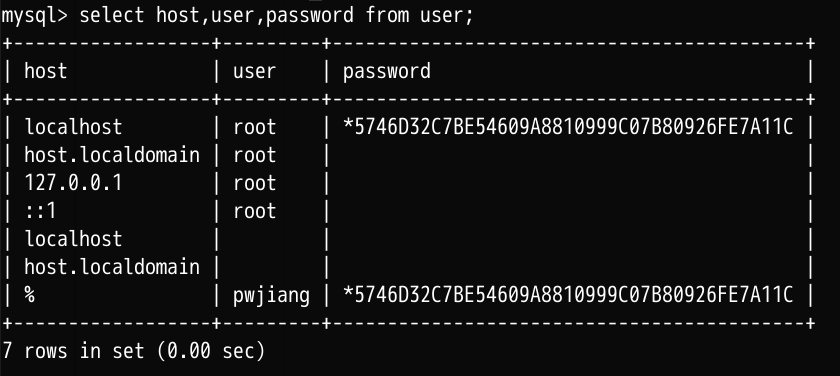 mysql> select host,user,password from user;
+------------------+---------+-------------------------------------------+
| host             | user    | password                                  |
+------------------+---------+-------------------------------------------+
| localhost        | root    | *5746D32C7BE54609A8810999C07B80926FE7A11C |
| host.localdomain | root    |                                           |
| 127.0.0.1        | root    |                                           |
| ::1              | root    |                                           |
| localhost        |         |                                           |
| host.localdomain |         |                                           |
| %                | pwjiang | *5746D32C7BE54609A8810999C07B80926FE7A11C |
+------------------+---------+-------------------------------------------+
7 rows in set (0.00 sec)